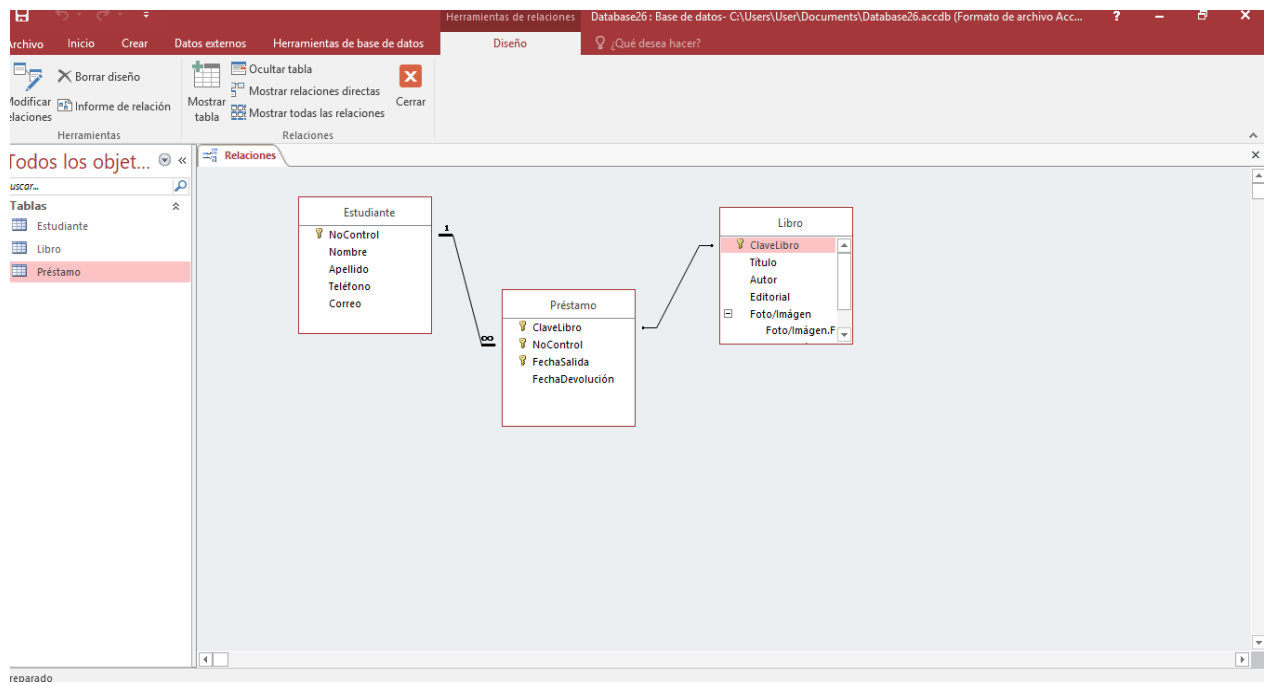 Herramientas de relaciones
Database26 : Base de datos- C:\Users\User\Documents\Database26.accdb (Formato de archivo Acc...
?
rchivo
Inicio
Crear
Datos externos
Herramientas de base de datos
Diseño
¿Qué desea hacer?
Modificar
elaciones
Borrar diseño
Informe de relación
Herramientas
Mostrar
tabla
Ocultar tabla
Mostrar relaciones directas
Mostrar todas las relaciones
Cerrar
Relaciones
Todos los objet...
uscar...
Tablas
Estudiante
Libro
Préstamo
Relaciones
Estudiante
NoControl
Nombre
Apellido
Teléfono
Correo
1
∞
Préstamo
ClaveLibro
NoControl
FechaSalida
FechaDevolución
Libro
ClaveLibro
Título
Autor
Editorial
Foto/Imágen
Foto/Imágen.F
reparado